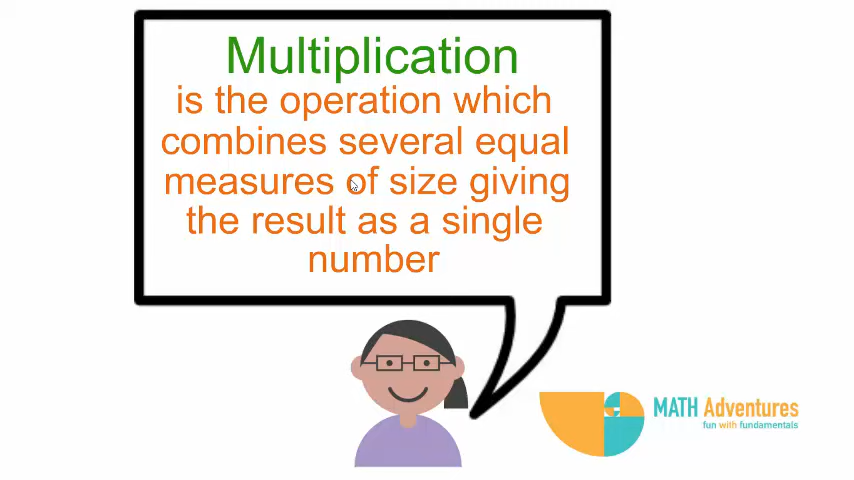 Multiplication
is the operation which
combines several equal
measures of size giving
the result as a single
number
MATH Adventures
fun with fundamentals